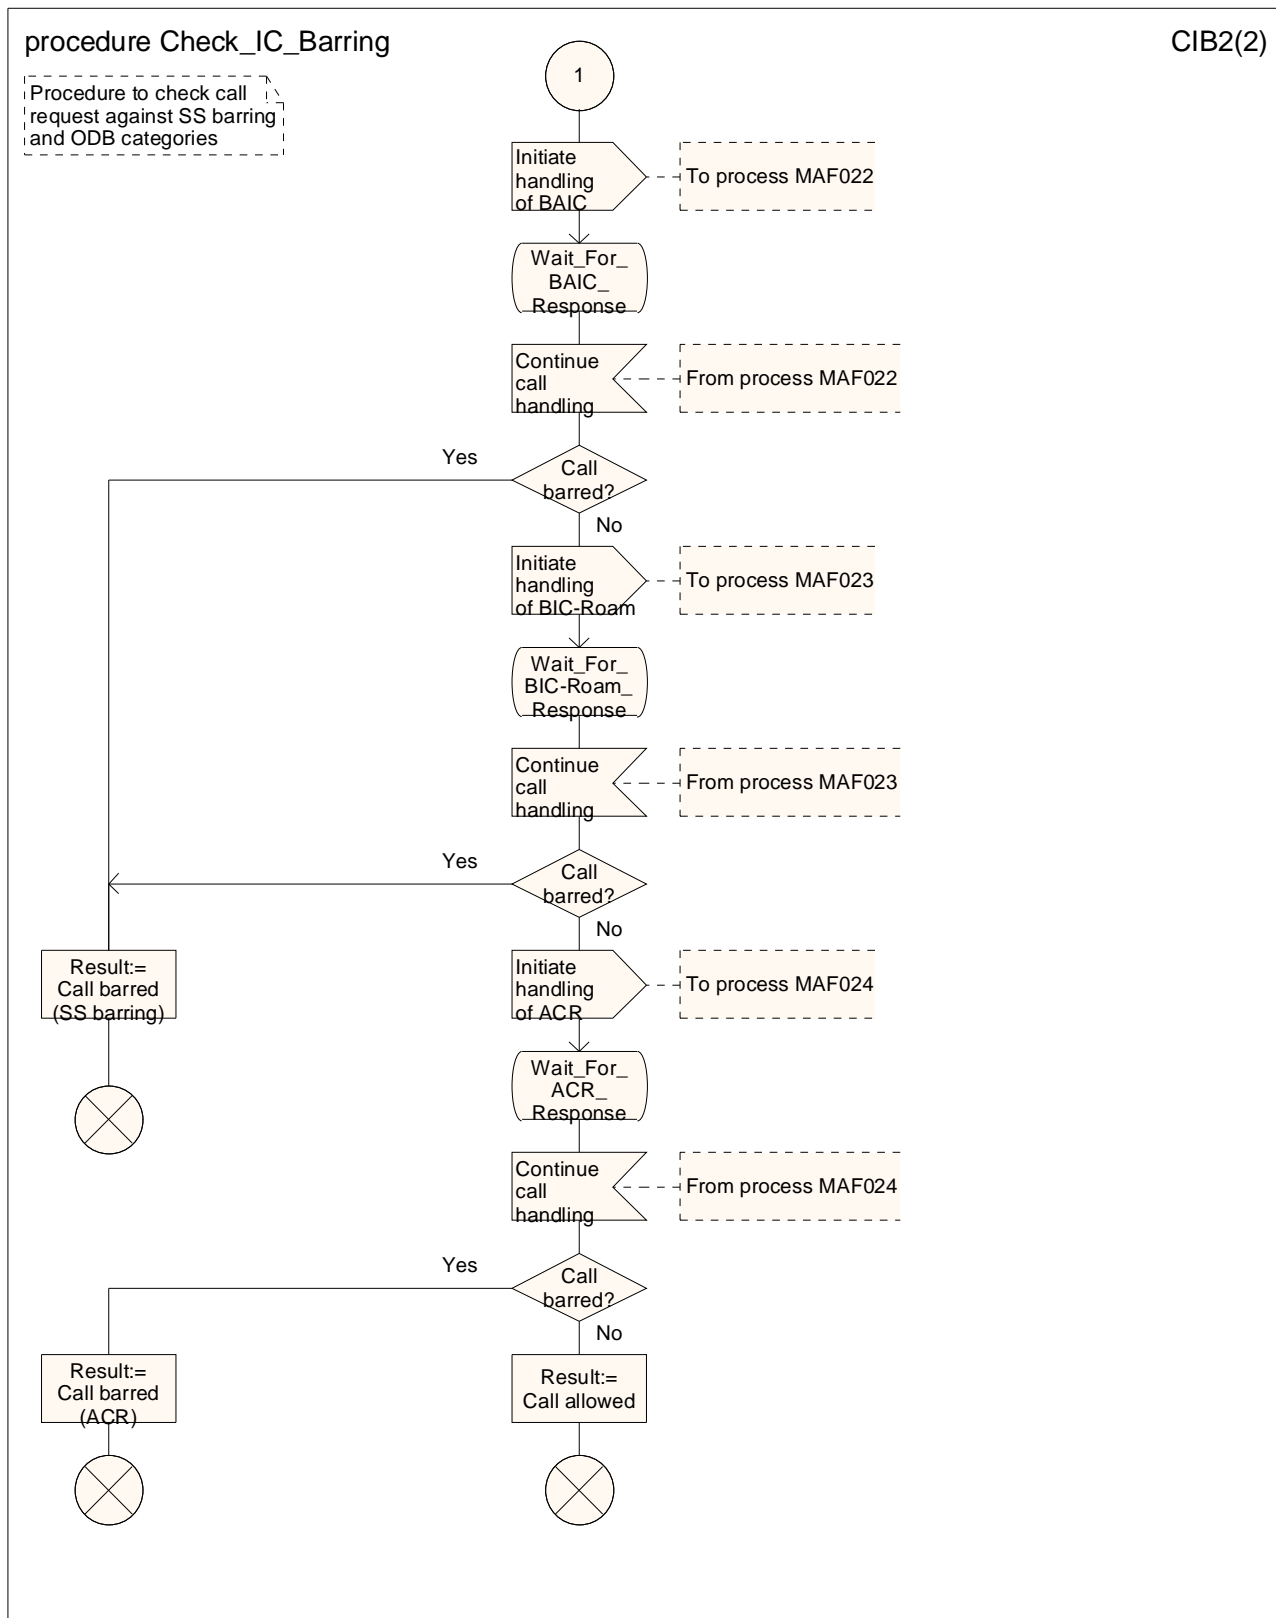 procedure Check_IC_Barring
CIB2(2)
Procedure to check call
request against SS barring
and ODB categories
1
Initiate
handling
of BAIC
To process MAF022
Wait_For_
BAIC_
Response
Continue
call
handling
From process MAF022
Yes
Call
barred?
No
Initiate
handling
of BIC-Roam
To process MAF023
Wait_For_
BIC-Roam_
Response
Continue
call
handling
From process MAF023
Yes
Call
barred?
No
Result:=
Call barred
(SS barring)
Initiate
handling
of ACR
To process MAF024
Wait_For_
ACR_
Response
Continue
call
handling
From process MAF024
Yes
Call
barred?
No
Result:=
Call barred
(ACR)
Result:=
Call allowed